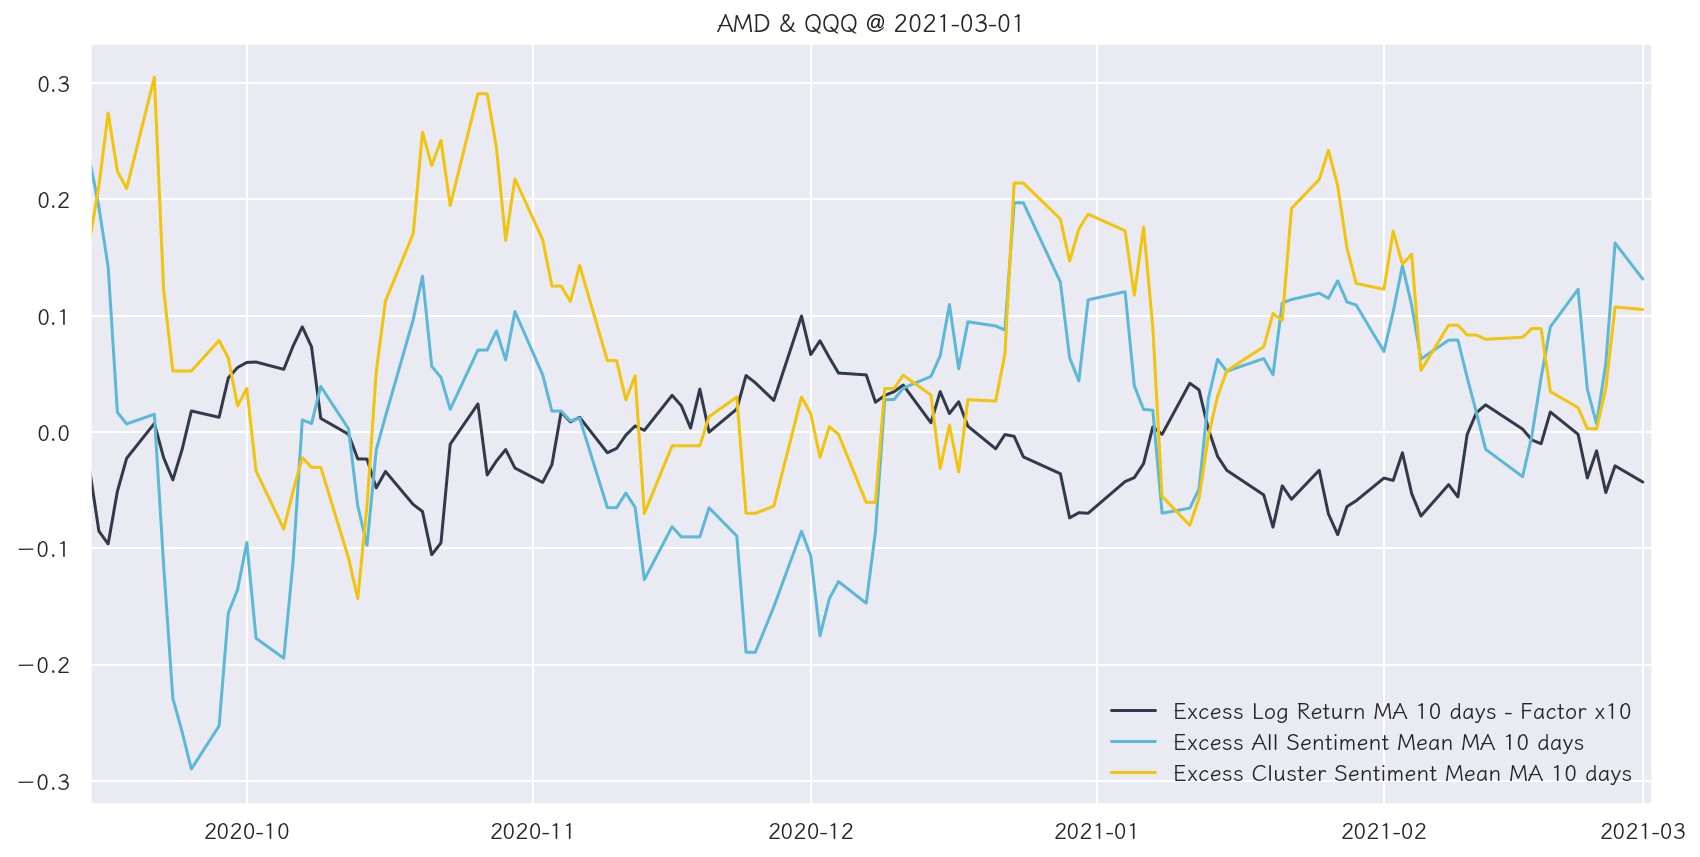 AMD & QQQ @ 2021-03-01
0.3
0.2
0.1
0.0
−0.1
−0.2
−0.3
Excess Log Return MA 10 days - Factor x10
Excess All Sentiment Mean MA 10 days
Excess Cluster Sentiment Mean MA 10 days
2020-10 2020-11 2020-12 2021-01 2021-02 2021-03